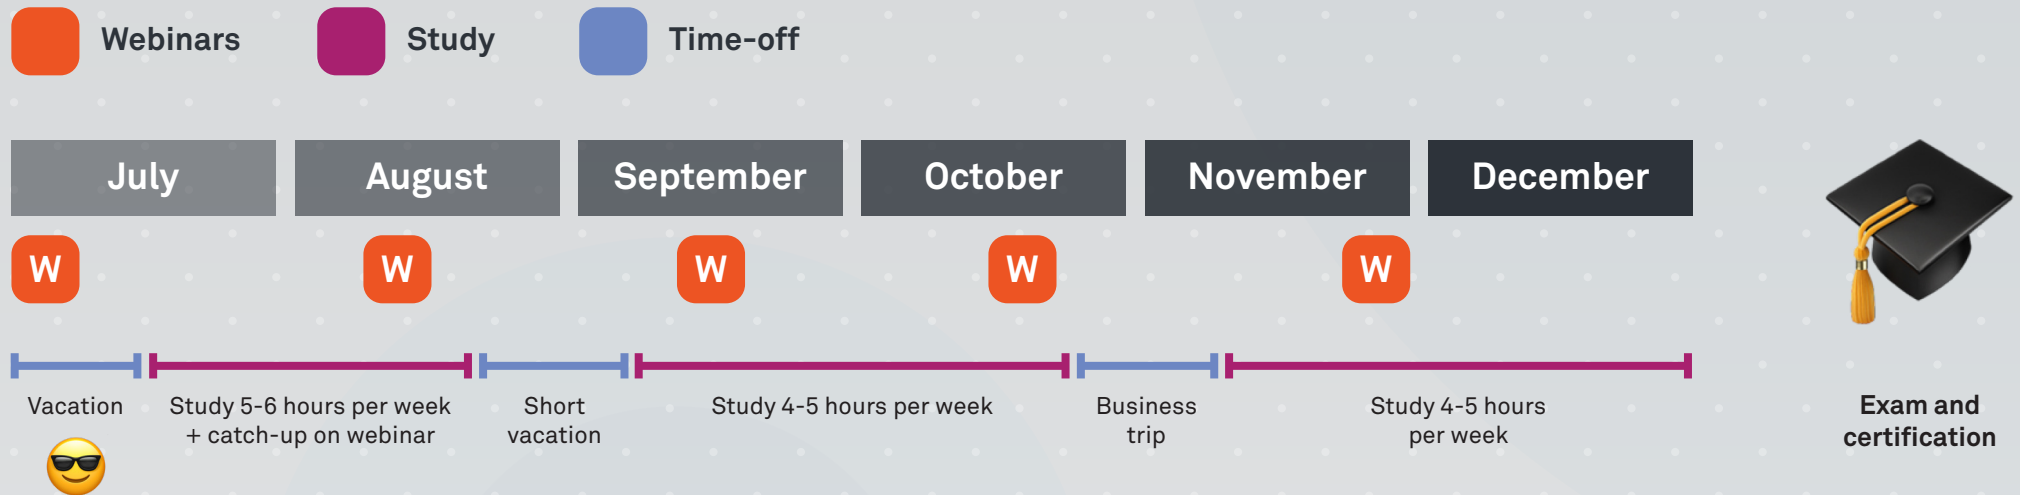 Webinars
Study
Time-off
July
August
September
October
November
December
W
W
W
W
W
Vacation
Study 5-6 hours per week
+ catch-up on webinar
Short
vacation
Study 4-5 hours per week
Business
trip
Study 4-5 hours
per week
Exam and
certification